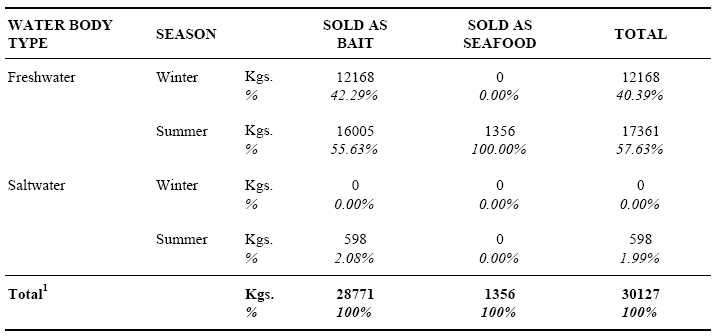 WATER BODY TYPE SEASON SOLD AS BAIT SOLD AS SEAFOOD TOTAL
Freshwater Winter Kgs. 12168 0 12168
% 42.29% 0.00% 40.39%
Summer Kgs. 16005 1356 17361
% 55.63% 100.00% 57.63%
Saltwater Winter Kgs. 0 0 0
% 0.00% 0.00% 0.00%
Summer Kgs. 598 0 598
% 2.08% 0.00% 1.99%
Total1 Kgs. 28771 1356 30127
% 100% 100% 100%